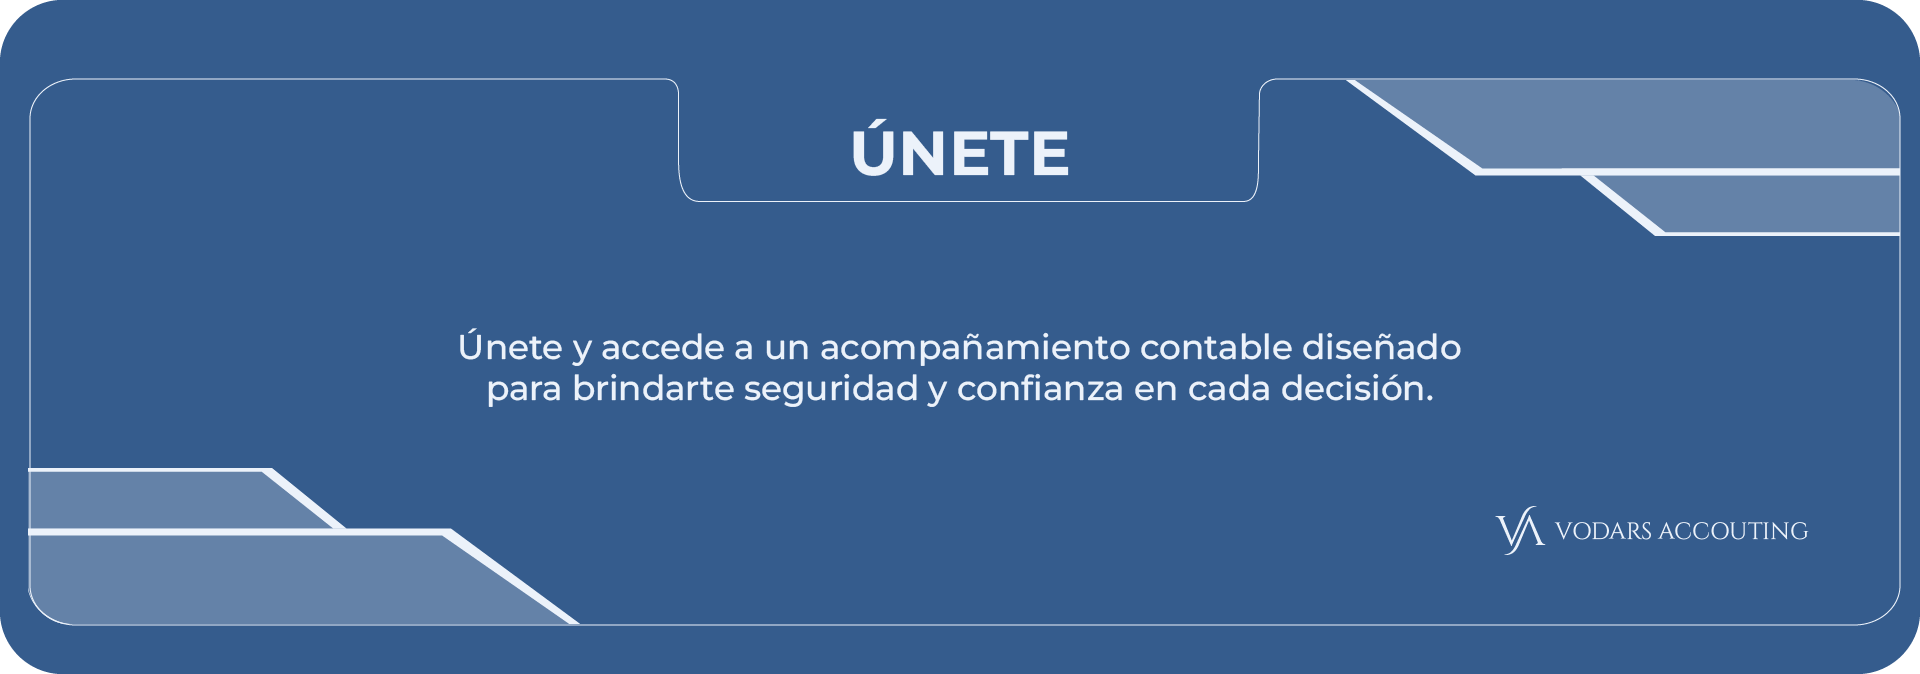 ÚNETE
Únete y accede a un acompañamiento contable diseñado
para brindarte seguridad y confianza en cada decisión.
VODARS ACCOUTING